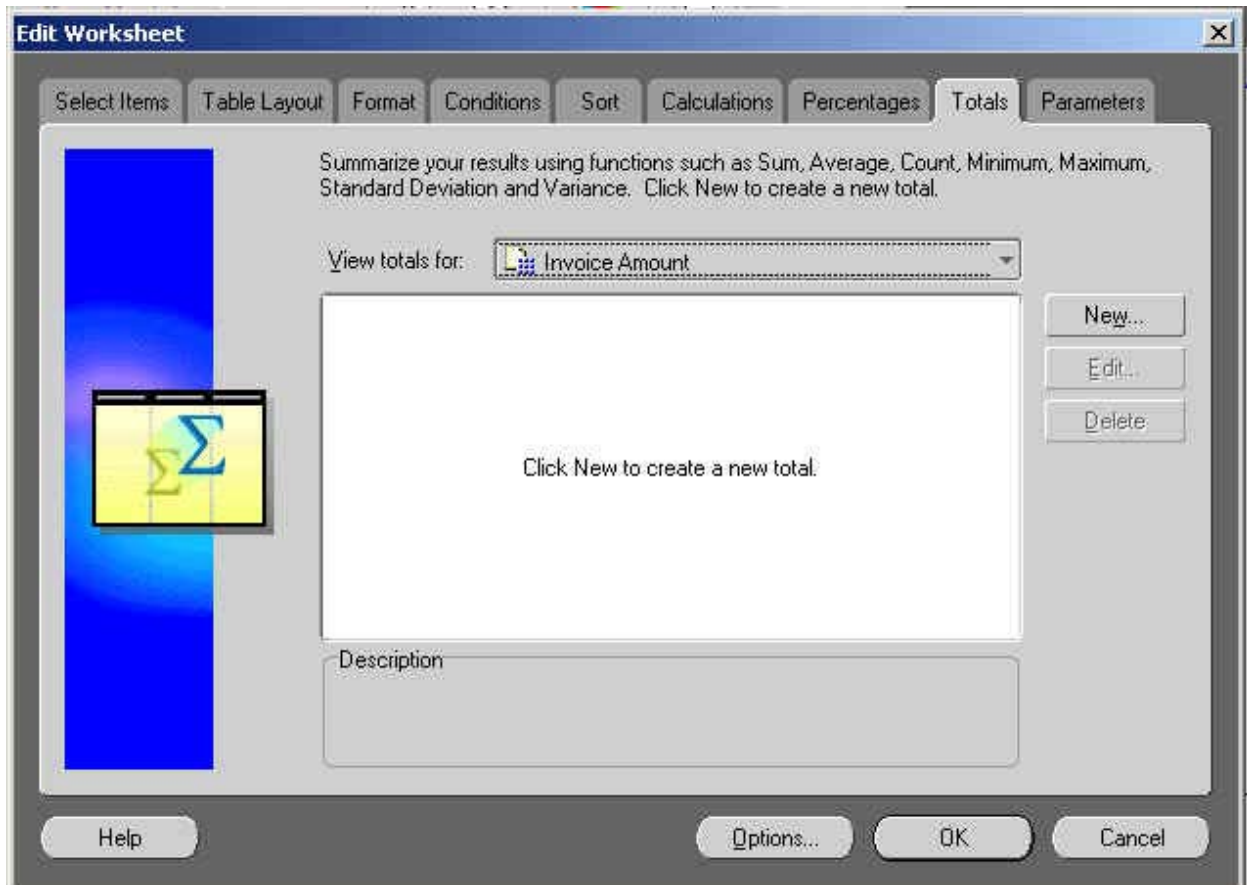 Edit Worksheet
Select Items Table Layout Format Conditions Sort Calculations Percentages Totals Parameters
Summarize your results using functions such as Sum, Average, Count, Minimum, Maximum,
Standard Deviation and Variance. Click New to create a new total.
View totals for: Invoice Amount
New...
Edit...
Delete
Click New to create a new total.
Description
Help Options... OK Cancel